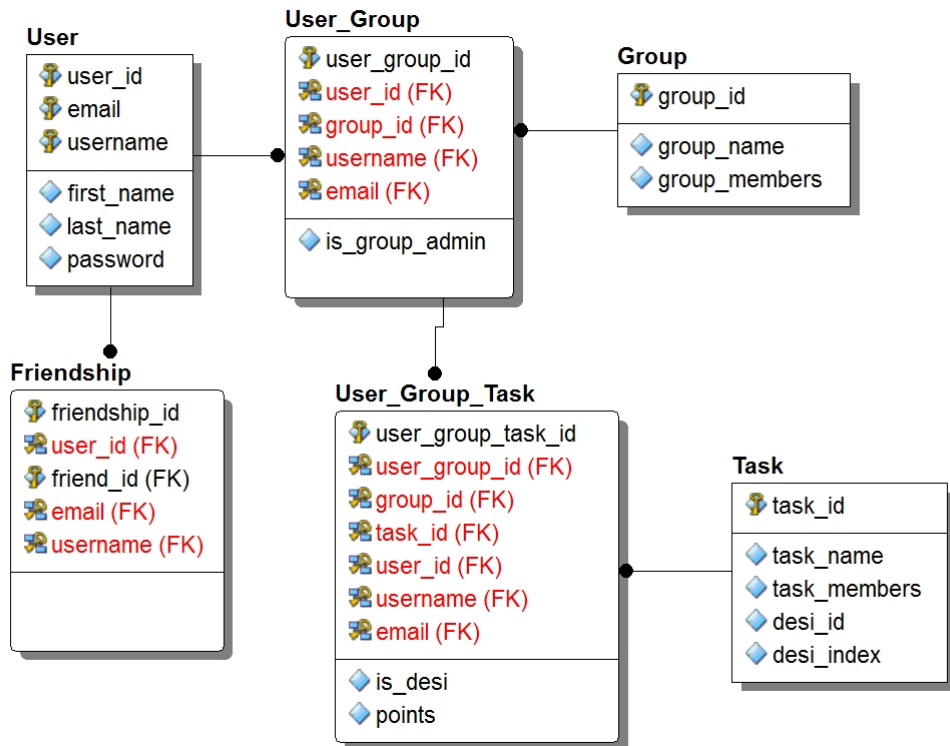 User
user_id
email
username
first_name
last_name
password
User_Group
user_group_id
user_id (FK)
group_id (FK)
username (FK)
email (FK)
is_group_admin
Group
group_id
group_name
group_members
Friendship
friendship_id
user_id (FK)
friend_id (FK)
email (FK)
username (FK)
User_Group_Task
user_group_task_id
user_group_id (FK)
group_id (FK)
task_id (FK)
user_id (FK)
username (FK)
email (FK)
is_desi
points
Task
task_id
task_name
task_members
desi_id
desi_index